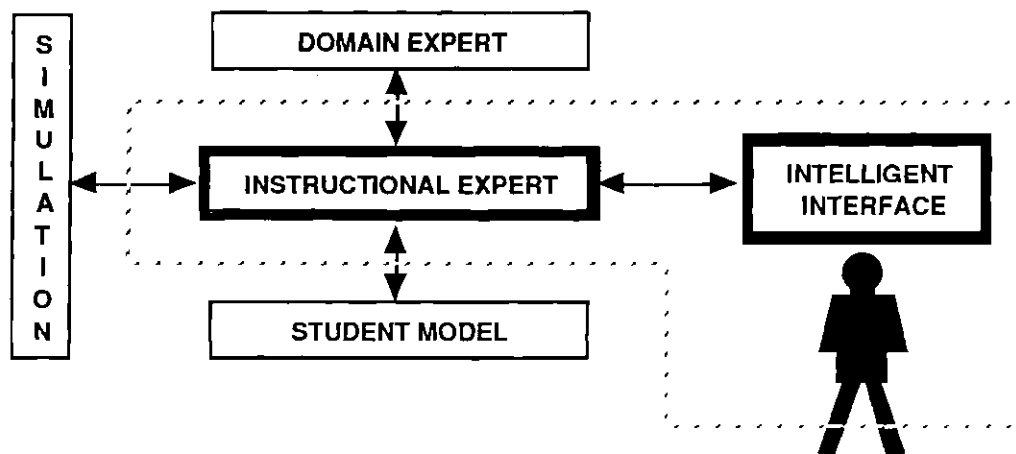 SIMULATION
DOMAIN EXPERT
INSTRUCTIONAL EXPERT
INTELLIGENT
INTERFACE
STUDENT MODEL